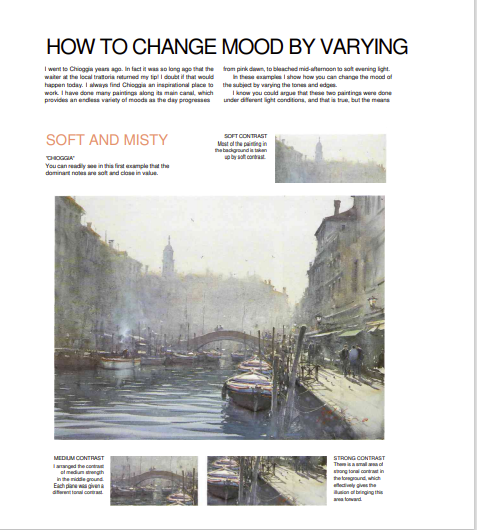 HOW TO CHANGE MOOD BY VARYING
I went to Chioggia years ago. In fact it was so long ago that the
waiter at the local trattoria returned my tip! I doubt if that would
happen today. I always find Chioggia an inspirational place to
work. I have done many paintings along its main canal, which
provides an endless variety of moods as the day progresses
from pink dawn, to bleached mid-afternoon to soft evening light.
In these examples I show how you can change the mood of
the subject by varying the tones and edges.
I know you could argue that these two paintings were done
under different light conditions, and that is true, but the means
SOFT AND MISTY
"CHIOGGIA"
You can readily see in this first example that the
dominant notes are soft and close in value.
SOFT CONTRAST
Most of the painting in
the background is taken
up by soft contrast.
MEDIUM CONTRAST
I arranged the contrast
of medium strength
in the middle ground.
Each plane was given a
different tonal contrast.
STRONG CONTRAST
There is a small area of
strong tonal contrast in
the foreground, which
effectively gives the
illusion of bringing this
area forward.